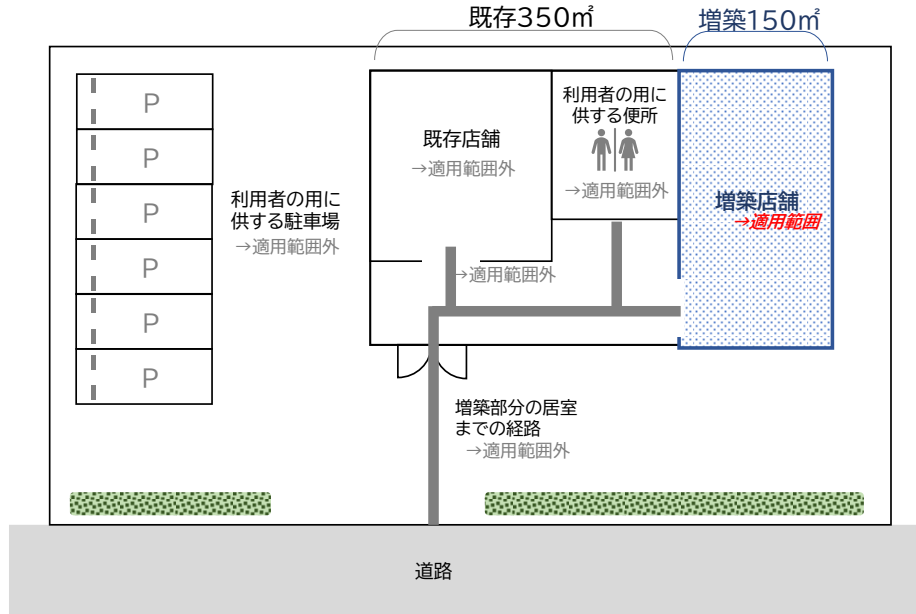 既存350㎡
増築150㎡
P
P
P
P
P
P
利用者の用に
供する駐車場
→適用範囲外
既存店舗
→適用範囲外
利用者の用に
供する便所
→適用範囲外
→適用範囲外
増築店舗
→適用範囲
増築部分の居室
までの経路
→適用範囲外
道路